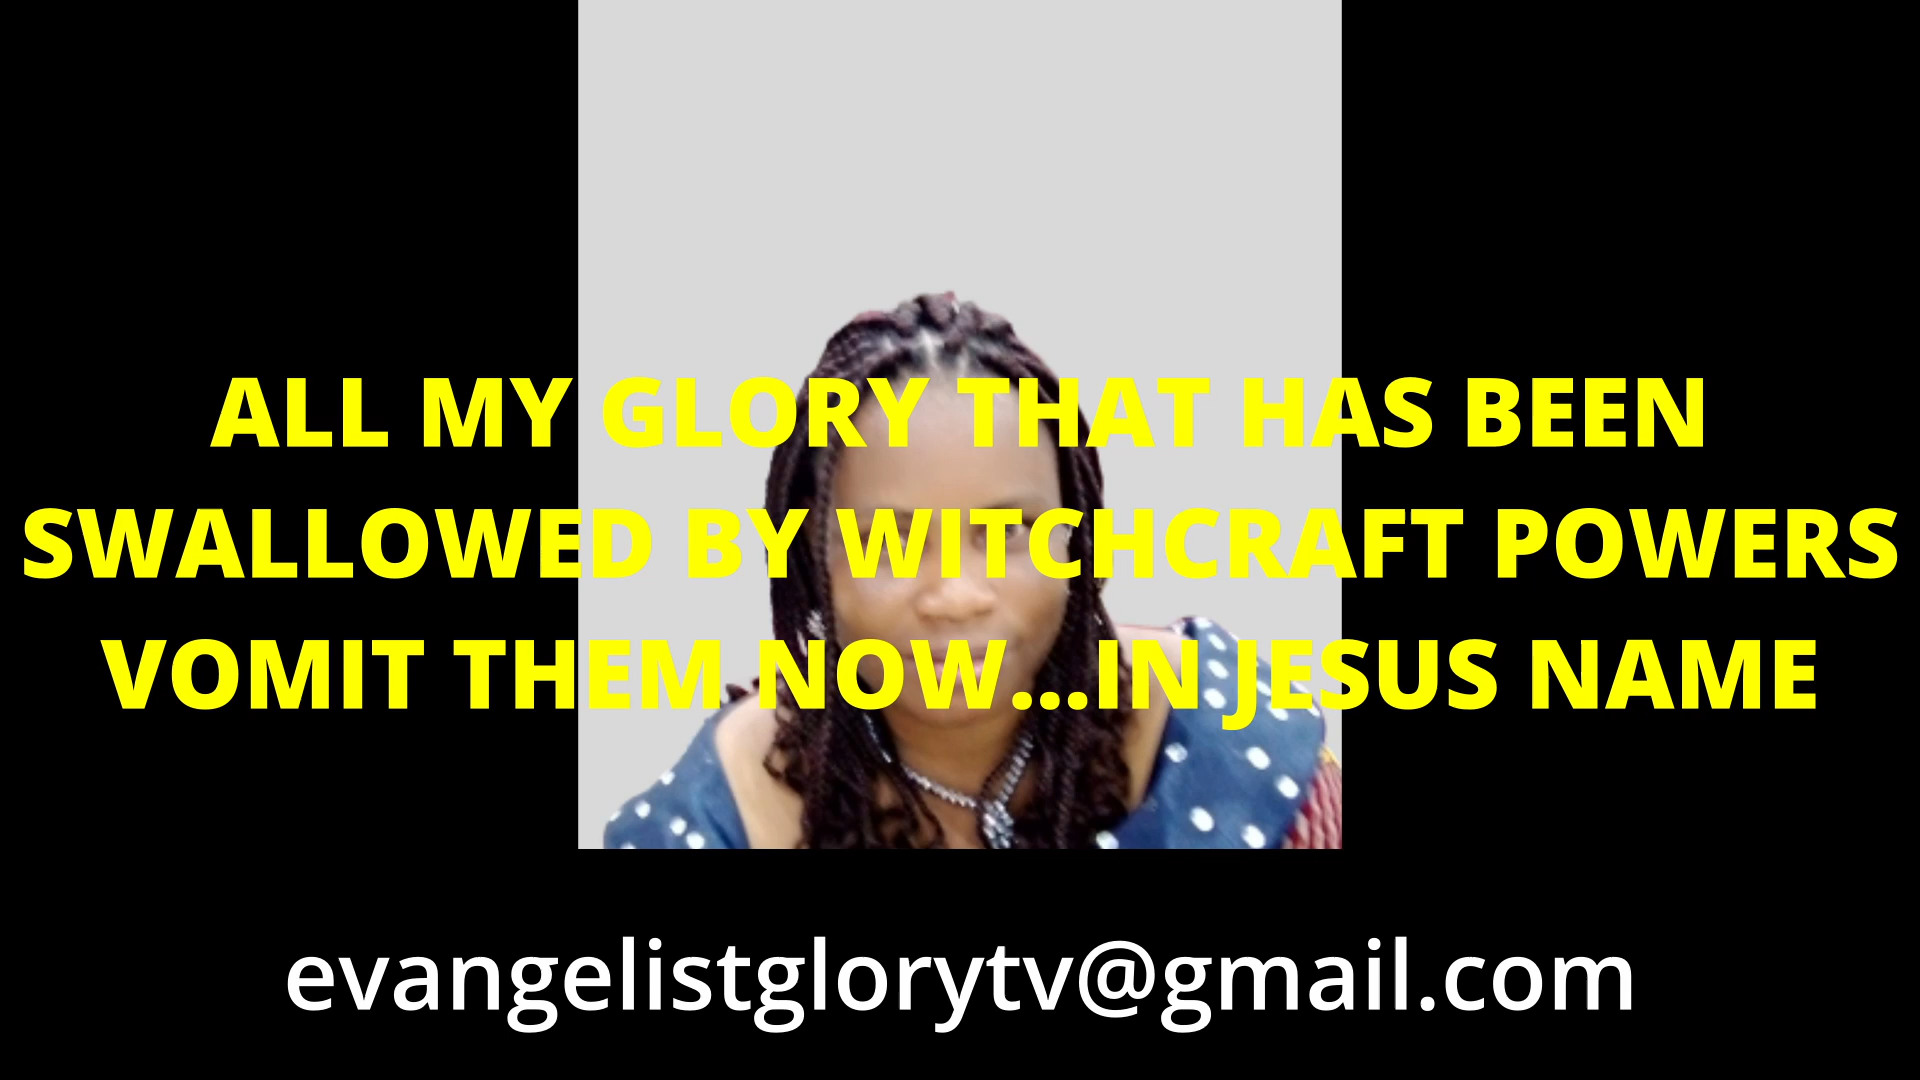 ALL MY GLORY THAT HAS BEEN
SWALLOWED BY WITCHCRAFT POWERS
VOMIT THEM NOW...IN JESUS NAME
evangelistglorytv@gmail.com